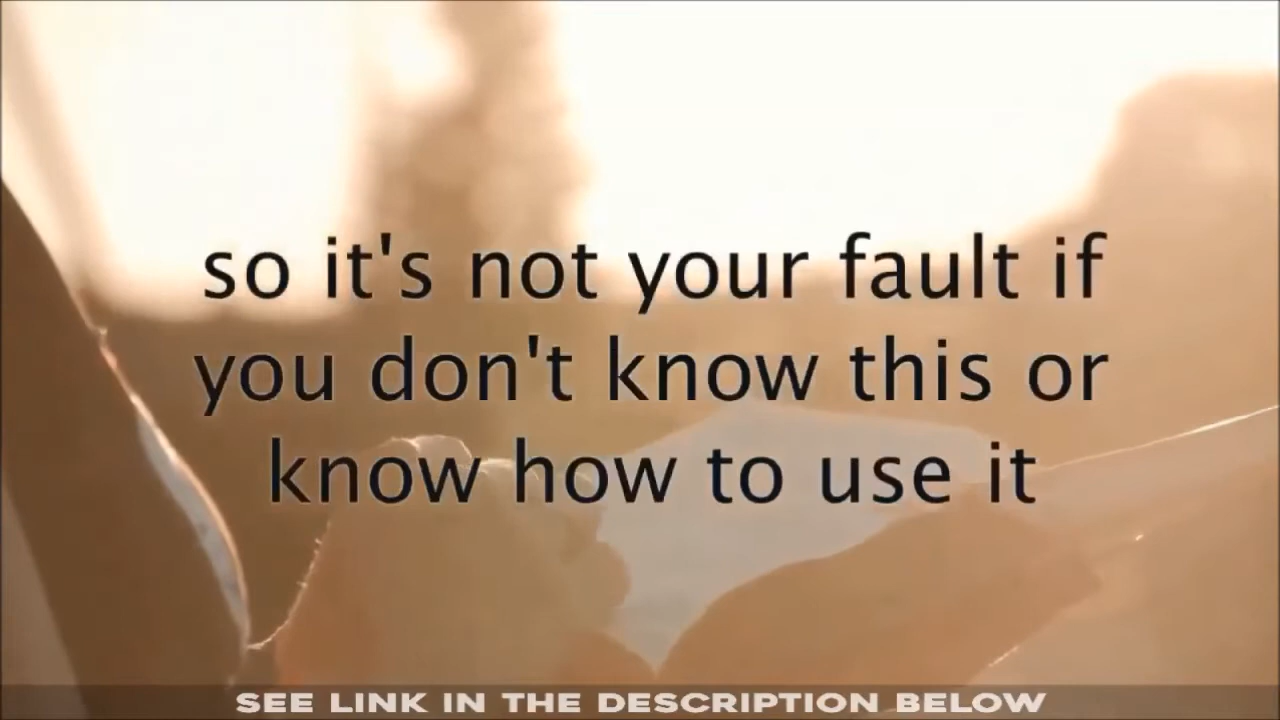 so it's not your fault if
you don't know this or
know how to use it
SEE LINK IN THE DESCRIPTION BELOW